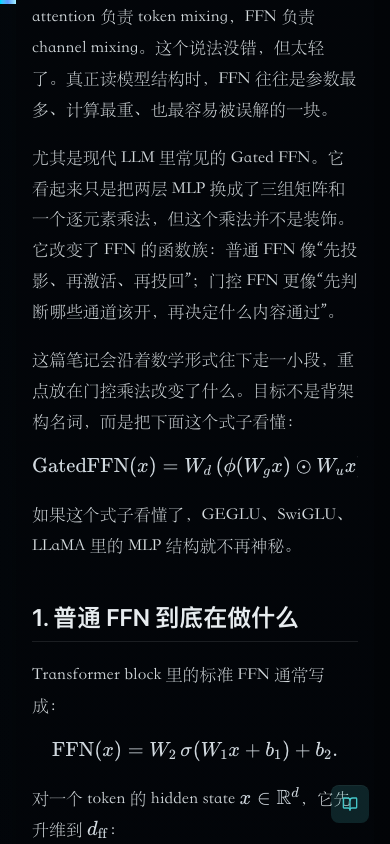 attention 负责 token mixing，FFN 负责
channel mixing。这个说法没错，但太轻
了。真正读模型结构时，FFN 往往是参数最
多、计算最重、也最容易被误解的一块。
尤其是现代 LLM 里常见的 Gated FFN。它
看起来只是把两层 MLP 换成了三组矩阵和
一个逐元素乘法，但这个乘法并不是装饰。
它改变了 FFN 的函数族：普通 FFN 像“先投
影、再激活、再投回”；门控 FFN 更像“先判
断哪些通道该开，再决定什么内容通过”。
这篇笔记会沿着数学形式往下走一小段，重
点放在门控乘法改变了什么。目标不是背架
构名词，而是把下面这个式子看懂：
GatedFFN(x) = W_d (ϕ(W_g x) ⊙ W_u x
如果这个式子看懂了，GEGLU、SwiGLU、
LLaMA 里的 MLP 结构就不再神秘。
1. 普通 FFN 到底在做什么
Transformer block 里的标准 FFN 通常写
成：
FFN(x) = W_2 σ(W_1 x + b_1) + b_2.
对一个 token 的 hidden state x ∈ ℝ^d，它先
升维到 d_ff：